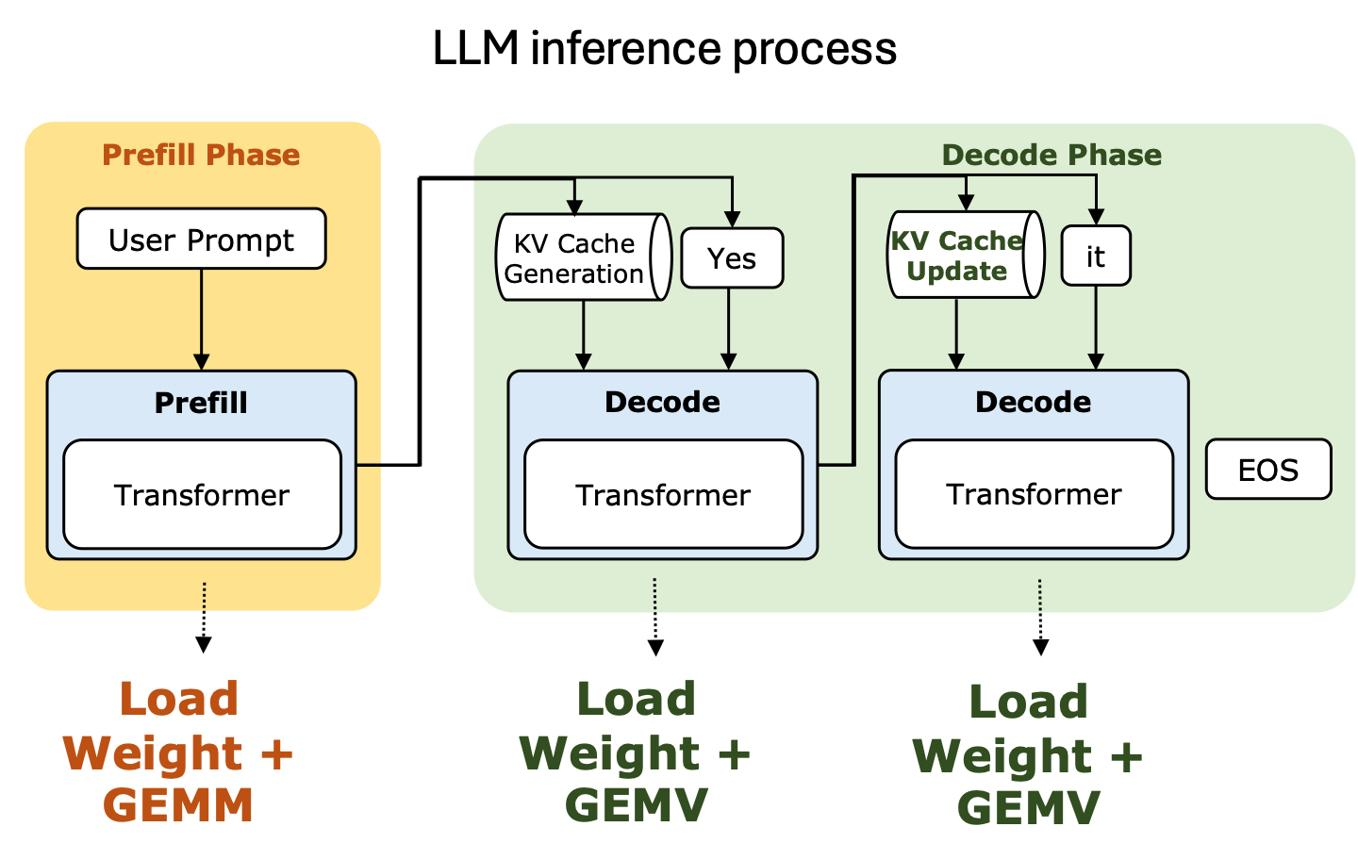 LLM inference process
Prefill Phase
User Prompt
Prefill
Transformer
Load
Weight +
GEMM
Decode Phase
KV Cache
Generation
Yes
Decode
Transformer
Load
Weight +
GEMV
KV Cache
Update
it
Decode
Transformer
EOS
Load
Weight +
GEMV